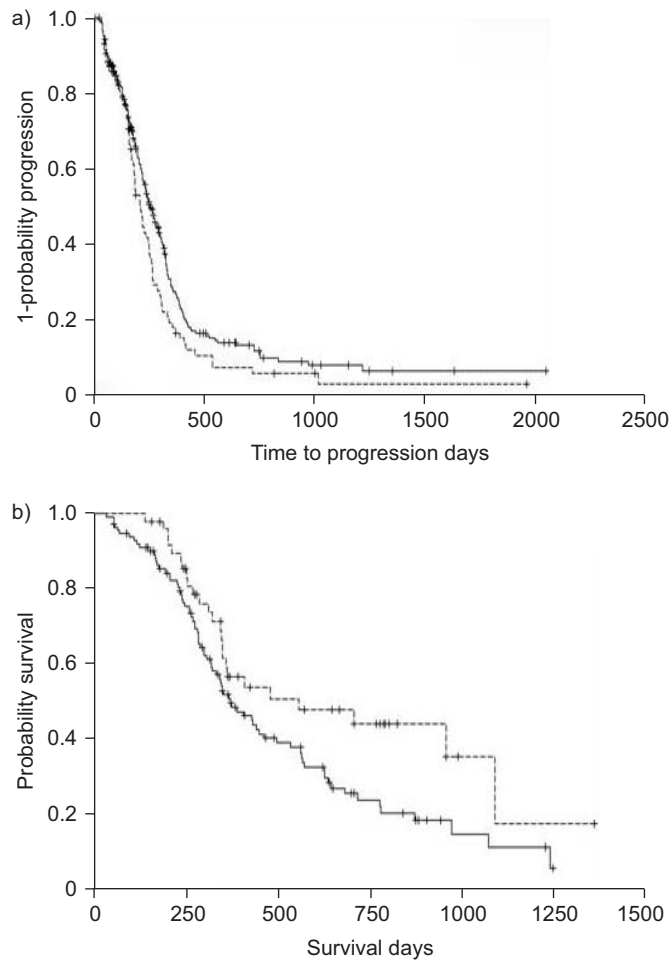 a)
1-probability progression
1.0
0.8
0.6
0.4
0.2
0
0 500 1000 1500 2000 2500
Time to progression days
b)
Probability survival
1.0
0.8
0.6
0.4
0.2
0
0 250 500 750 1000 1250 1500
Survival days